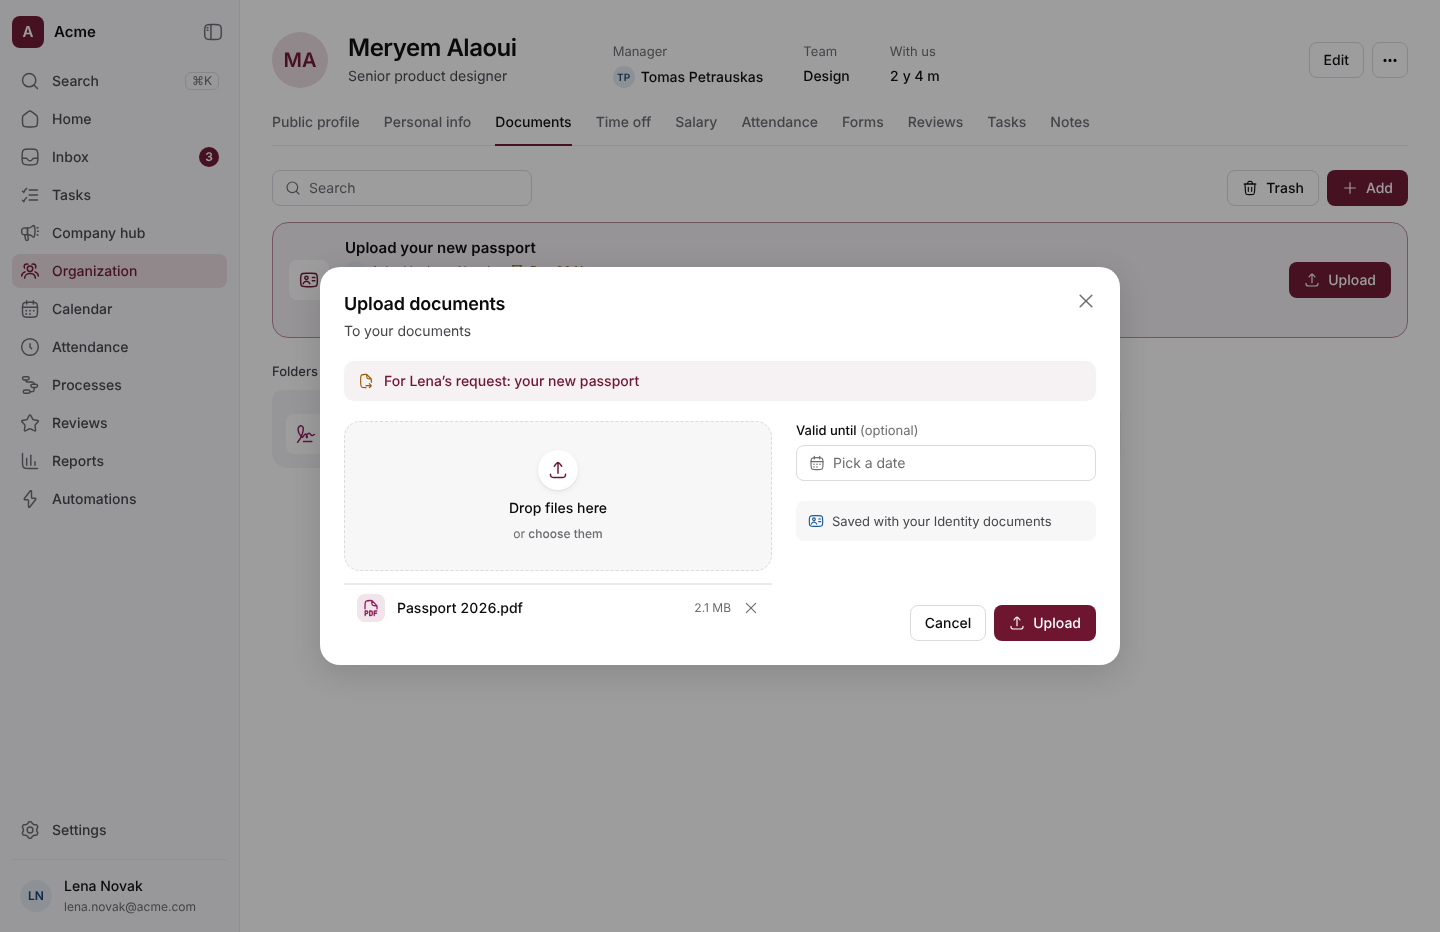 A Acme
Search ⌘K
Home
Inbox 3
Tasks
Company hub
Organization
Calendar
Attendance
Processes
Reviews
Reports
Automations
Settings
LN Lena Novak
lena.novak@acme.com
MA
Meryem Alaoui
Senior product designer
Manager
TP Tomas Petrauskas
Team
Design
With us
2 y 4 m
Edit
Public profile Personal info Documents Time off Salary Attendance Forms Reviews Tasks Notes
Search
Trash
Add
Upload your new passport
Upload
Folders
Upload documents
To your documents
For Lena’s request: your new passport
Drop files here
or choose them
PDF Passport 2026.pdf 2.1 MB
Valid until (optional)
Pick a date
Saved with your Identity documents
Cancel
Upload